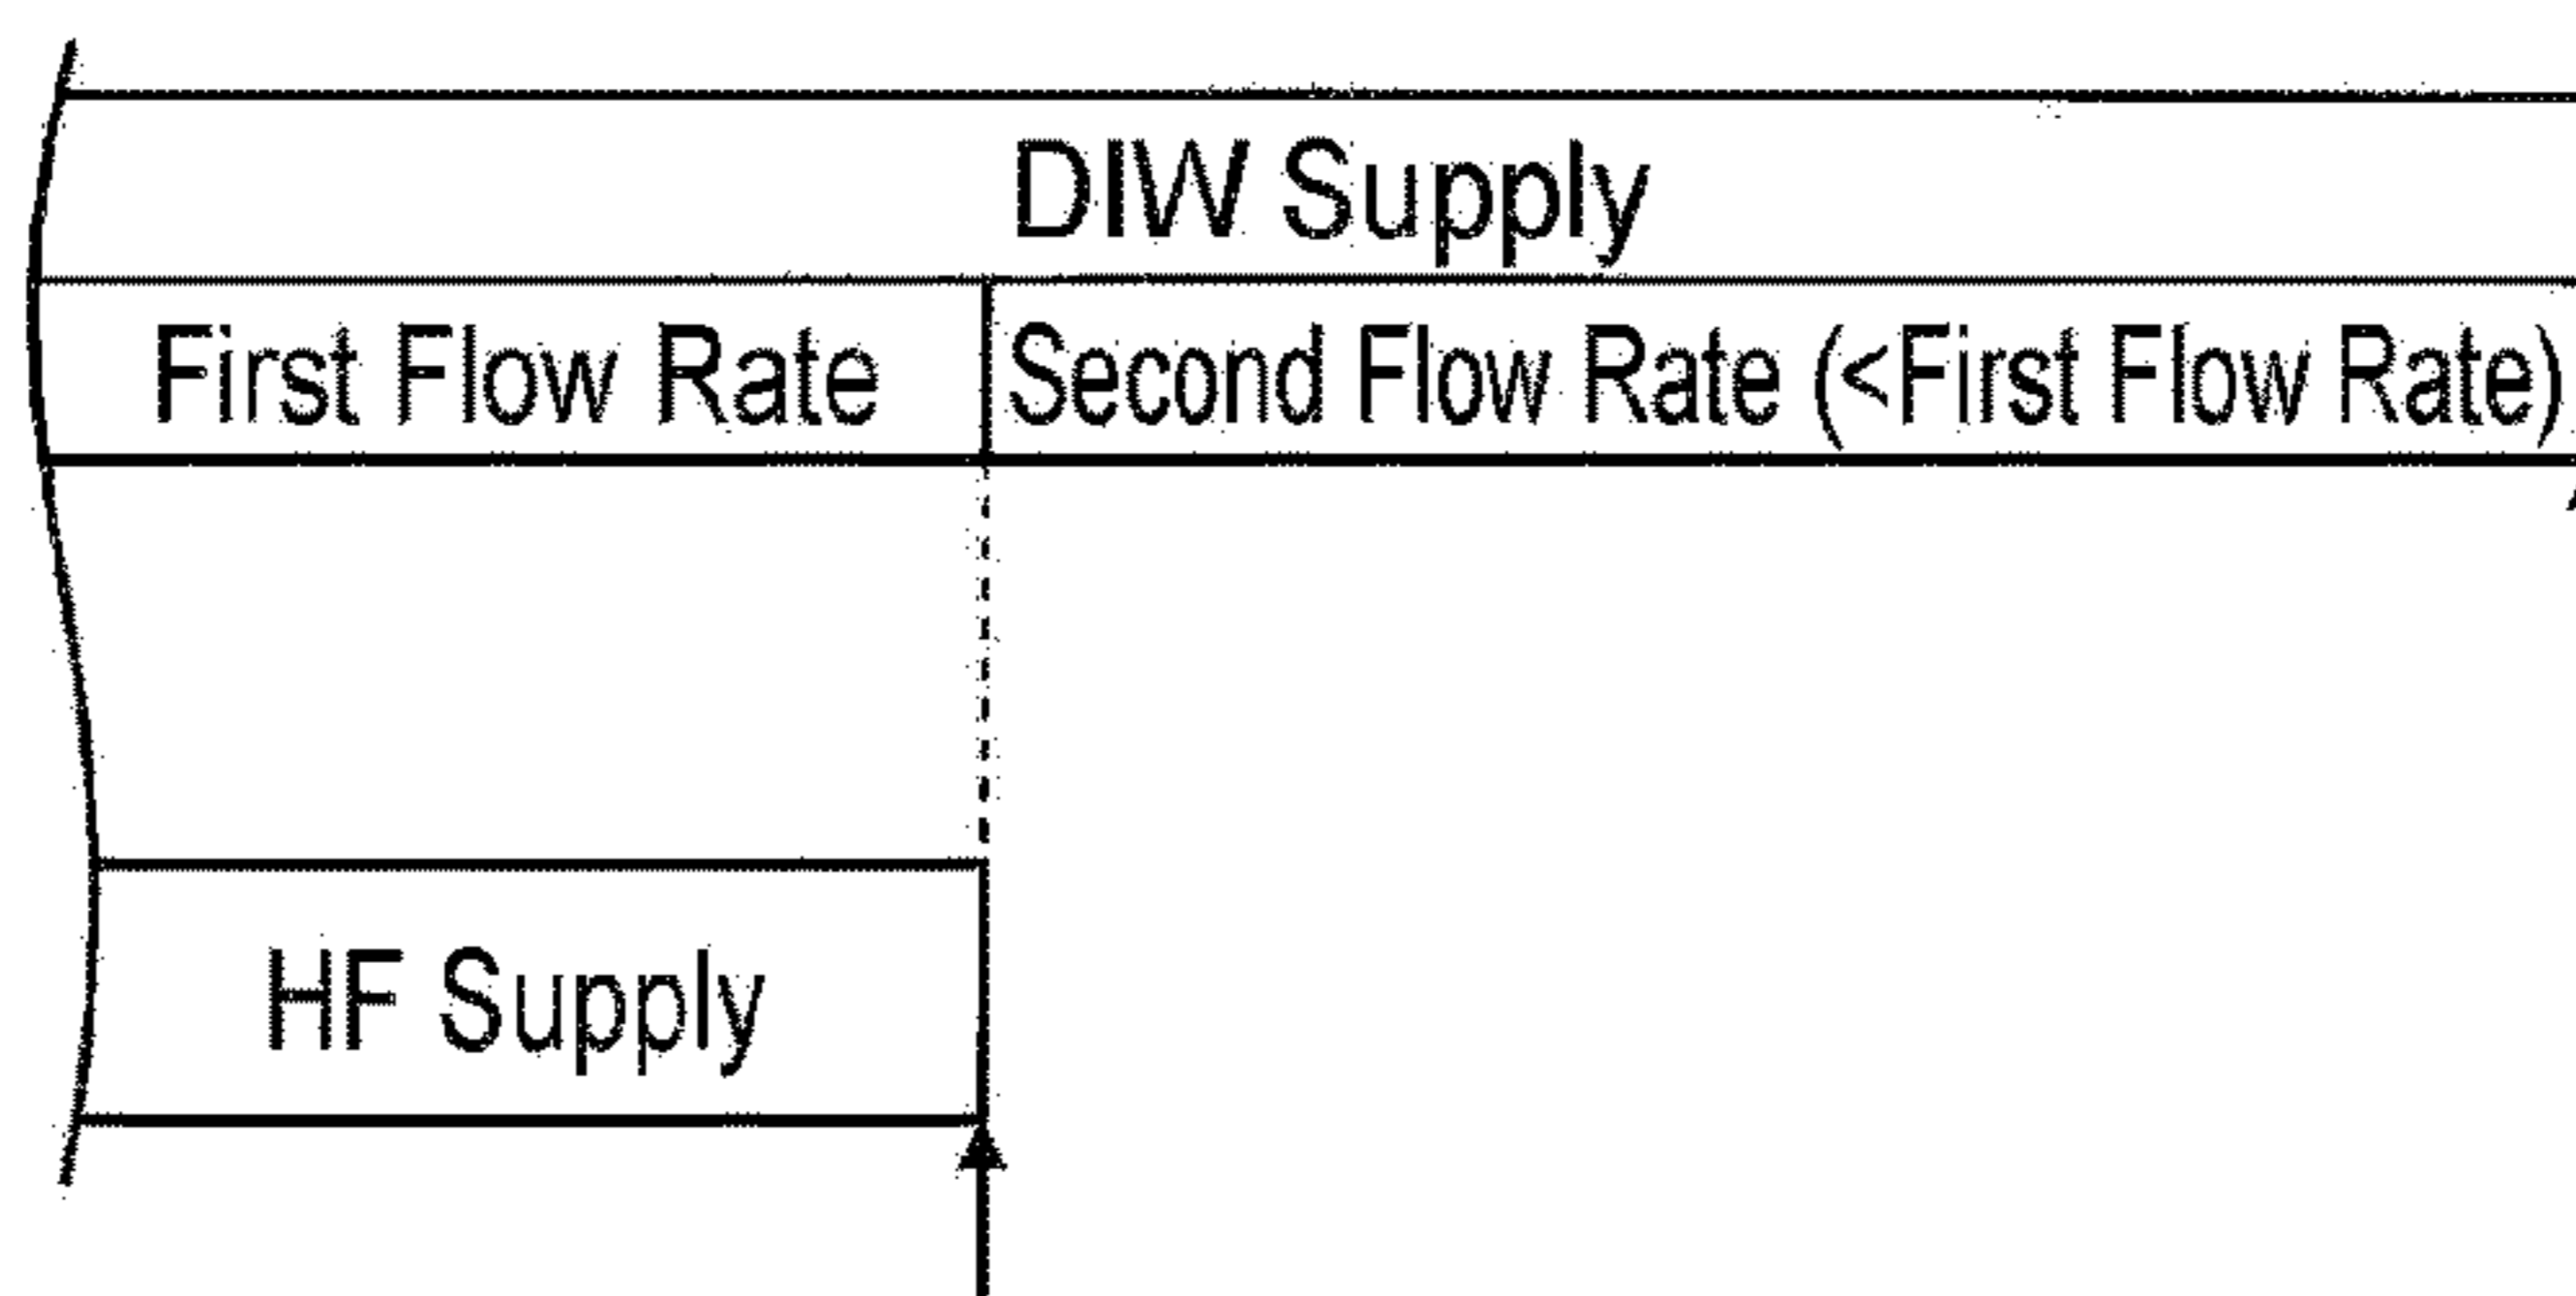 DIW Supply
First Flow Rate
Second Flow Rate (<First Flow Rate)
HF Supply